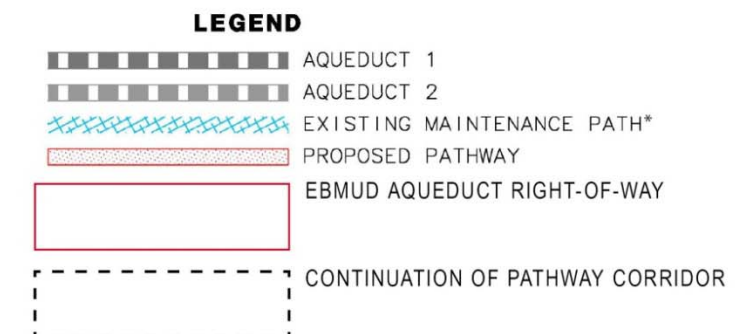 LEGEND
AQUEDUCT 1
AQUEDUCT 2
EXISTING MAINTENANCE PATH*
PROPOSED PATHWAY
EBMUD AQUEDUCT RIGHT-OF-WAY
CONTINUATION OF PATHWAY CORRIDOR